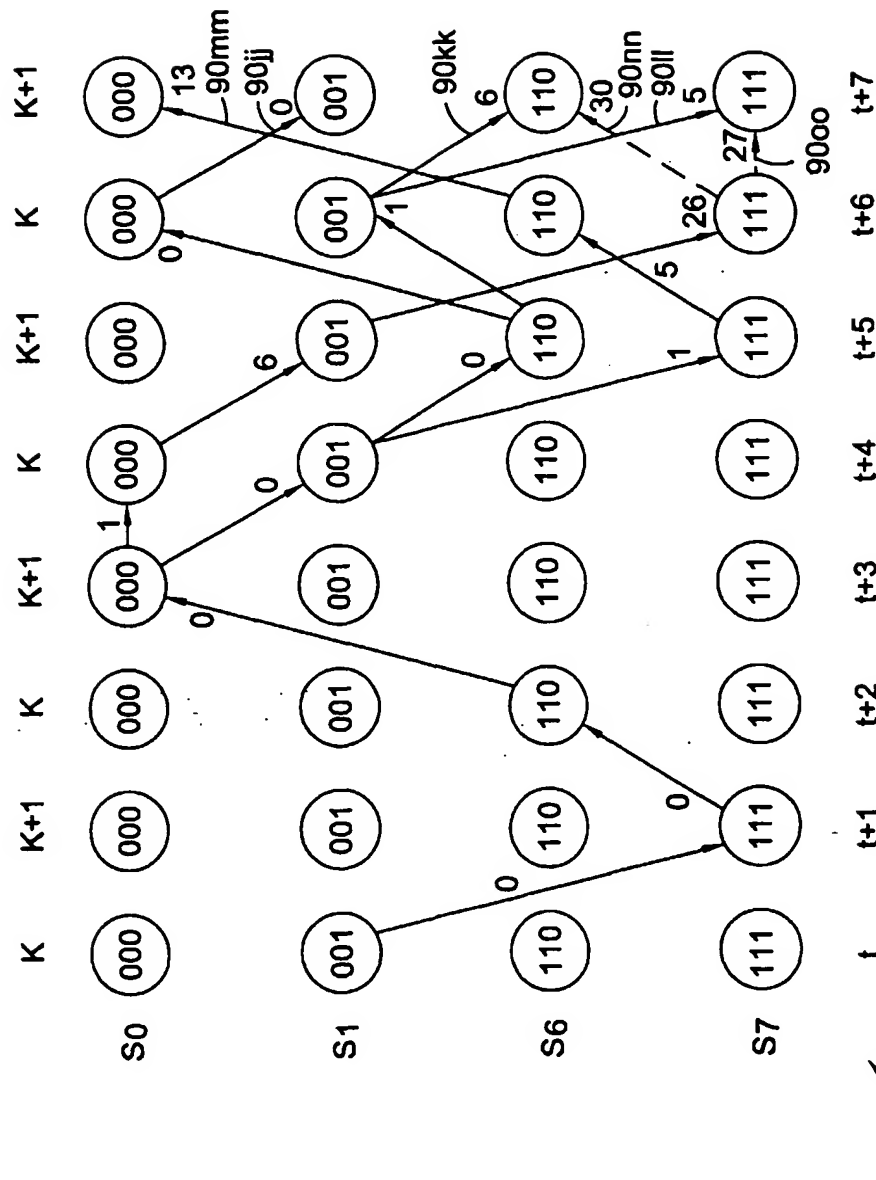 K K+1 K K+1 K K+1 K K+1
S0 000 000 000 000 1 000 000 000 000
0 0 6 0 13 90mm
90jj
0
S1 001 001 001 001 001 001 001 001
0 0 1 1 90kk 6
S6 110 110 110 110 110 110 110 110
0 5 26 30 90nn
90ll
5
S7 111 111 111 111 111 111 111 27 111
90oo
t t+1 t+2 t+3 t+4 t+5 t+6 t+7